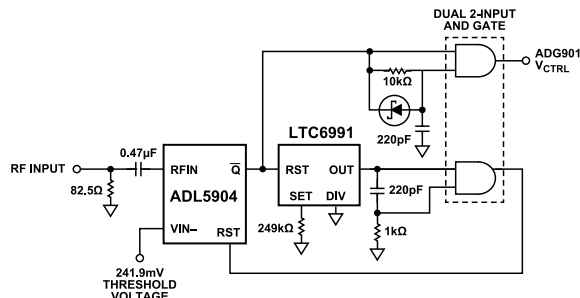 DUAL 2-INPUT
AND GATE
ADG901
VCTRL
10kΩ
220pF
LTC6991
0.47µF
RF INPUT
82.5Ω
RFIN
Q
ADL5904
VIN–
RST
RST
OUT
SET
DIV
249kΩ
220pF
1kΩ
241.9mV
THRESHOLD
VOLTAGE